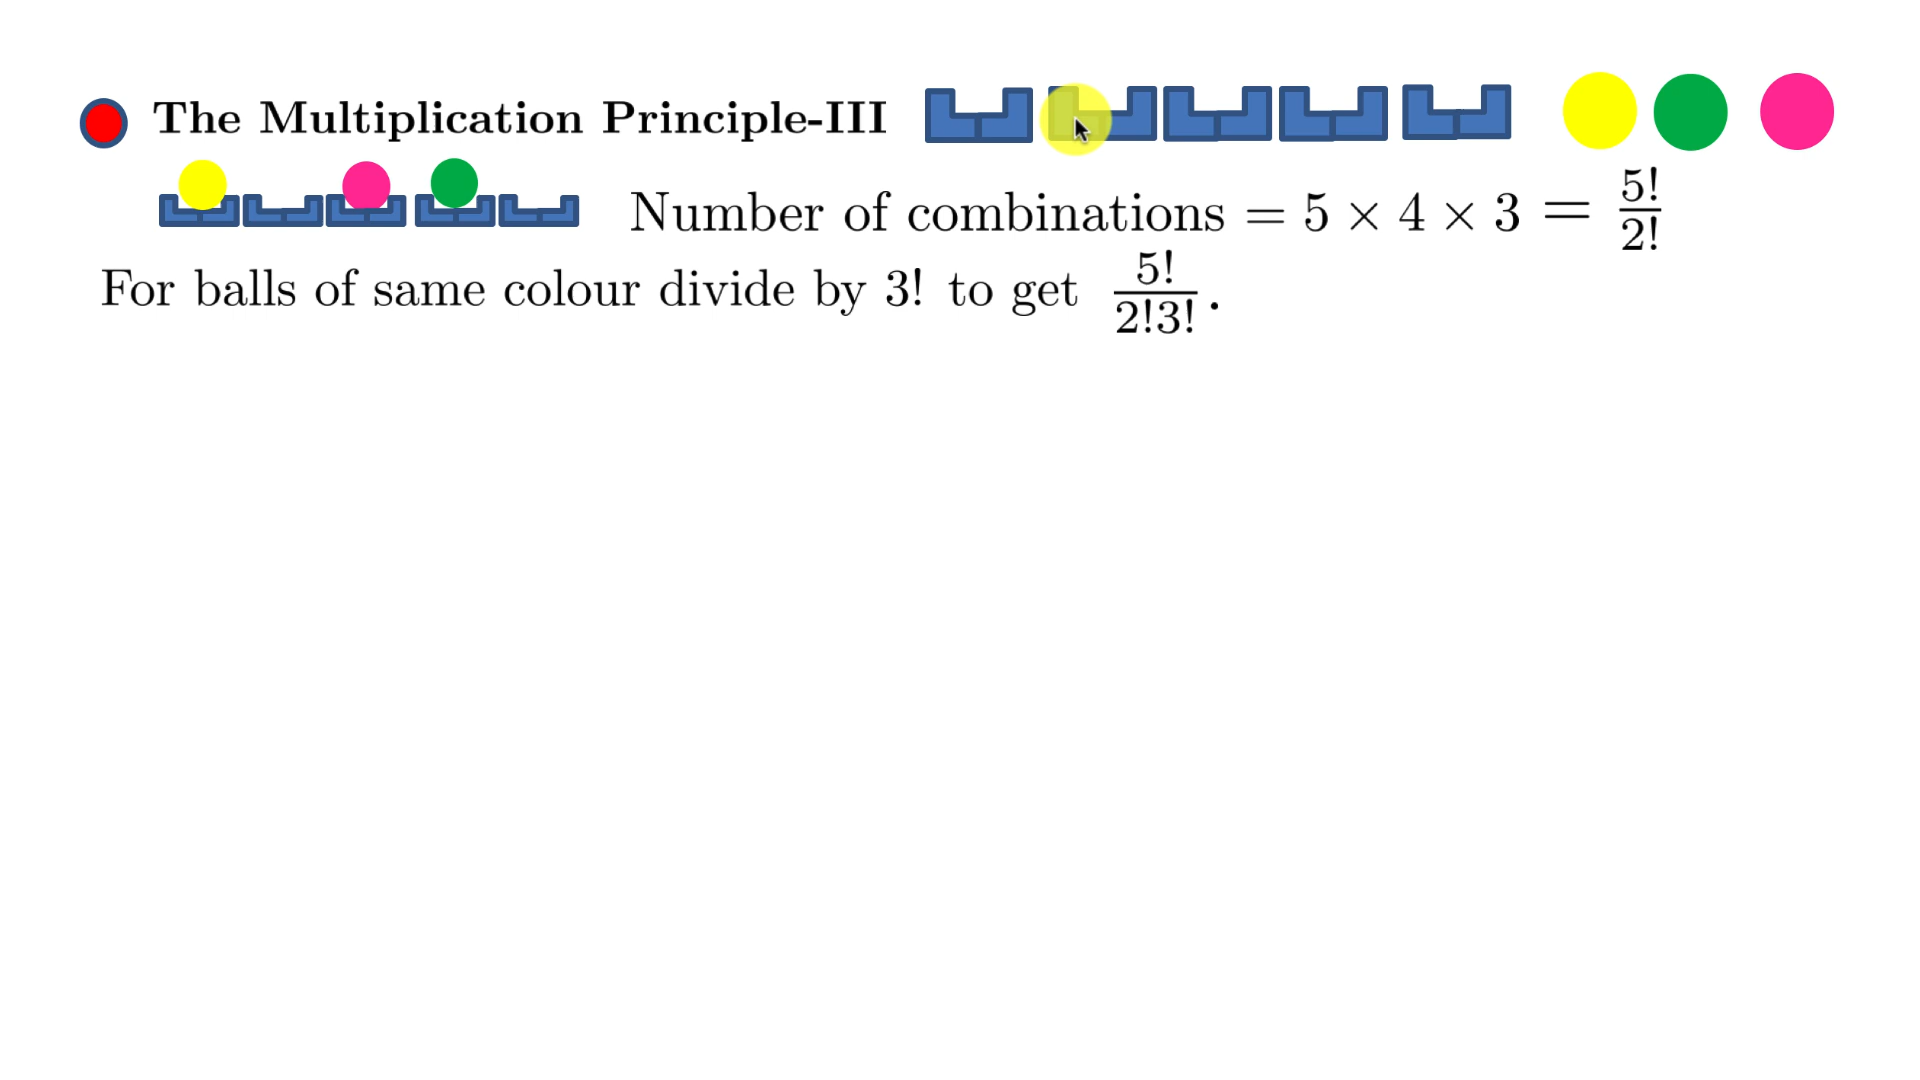 The Multiplication Principle-III
Number of combinations = 5 × 4 × 3 = 5!/2!
For balls of same colour divide by 3! to get 5!/2!3! .